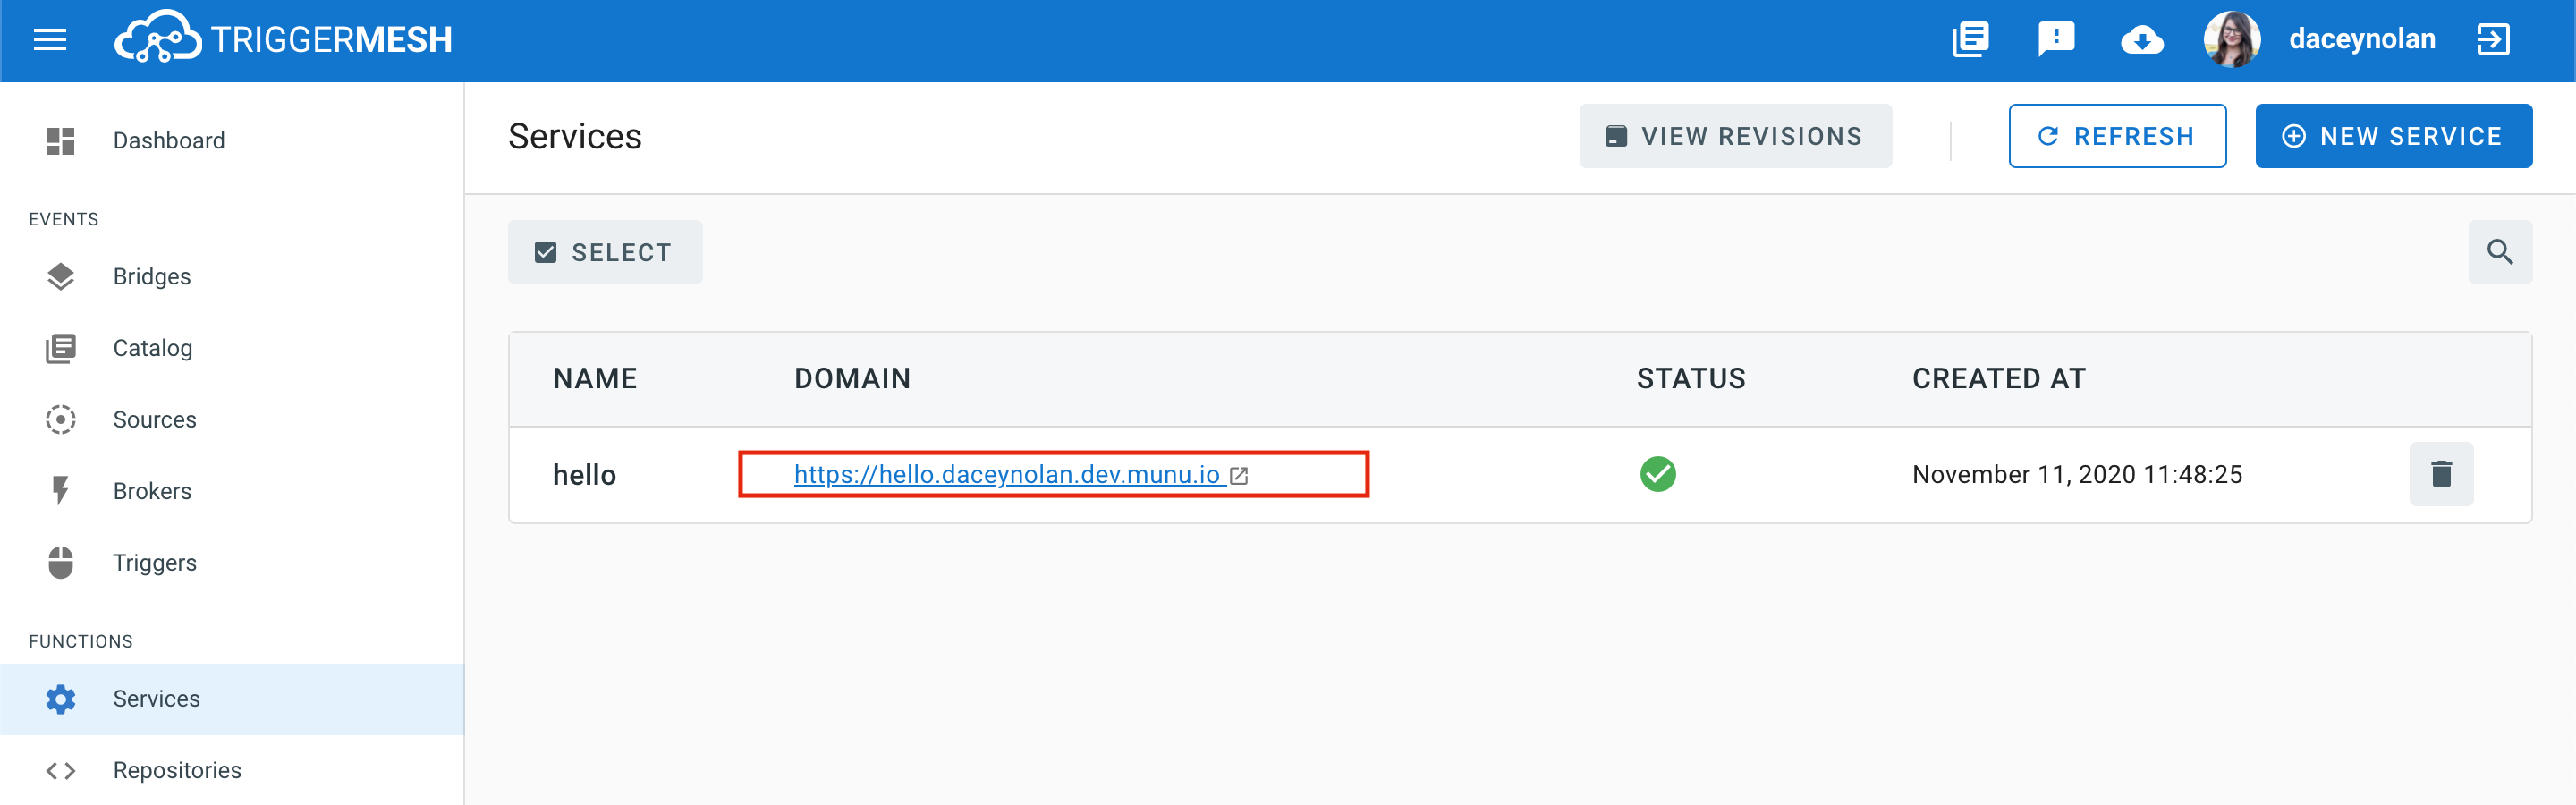 TRIGGERMESH
daceynolan
Dashboard
EVENTS
Bridges
Catalog
Sources
Brokers
Triggers
FUNCTIONS
Services
Repositories
Services
VIEW REVISIONS
REFRESH
NEW SERVICE
SELECT
NAME DOMAIN STATUS CREATED AT
hello https://hello.daceynolan.dev.munu.io November 11, 2020 11:48:25